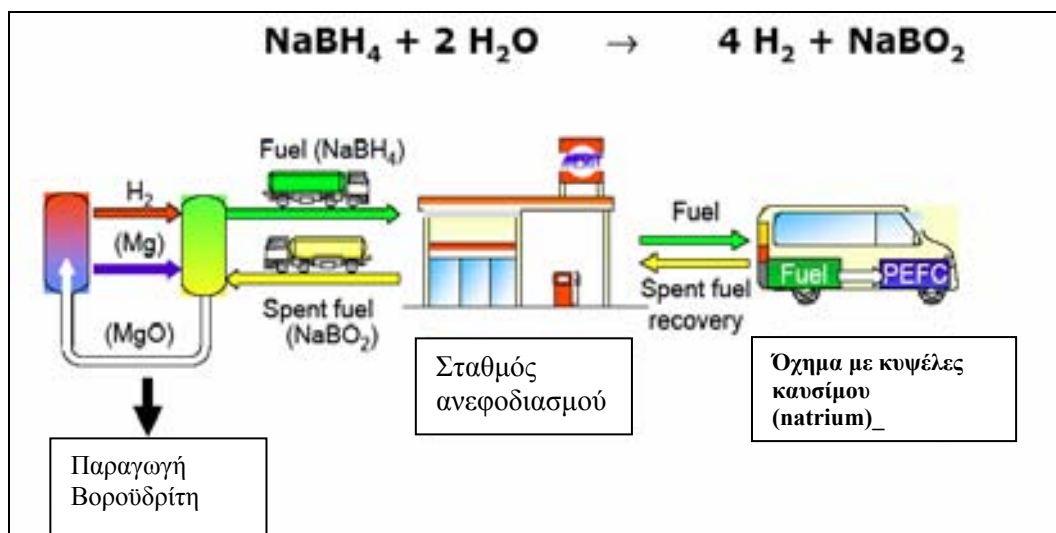 NaBH₄ + 2 H₂O → 4 H₂ + NaBO₂
Fuel (NaBH₄)
H₂
(Mg)
(MgO)
Spent fuel
(NaBO₂)
Fuel
Spent fuel
recovery
Fuel
PEFC
Σταθμός
ανεφοδιασμού
Όχημα με κυψέλες
καυσίμου
(natrium)_
Παραγωγή
Βοροϋδρίτη